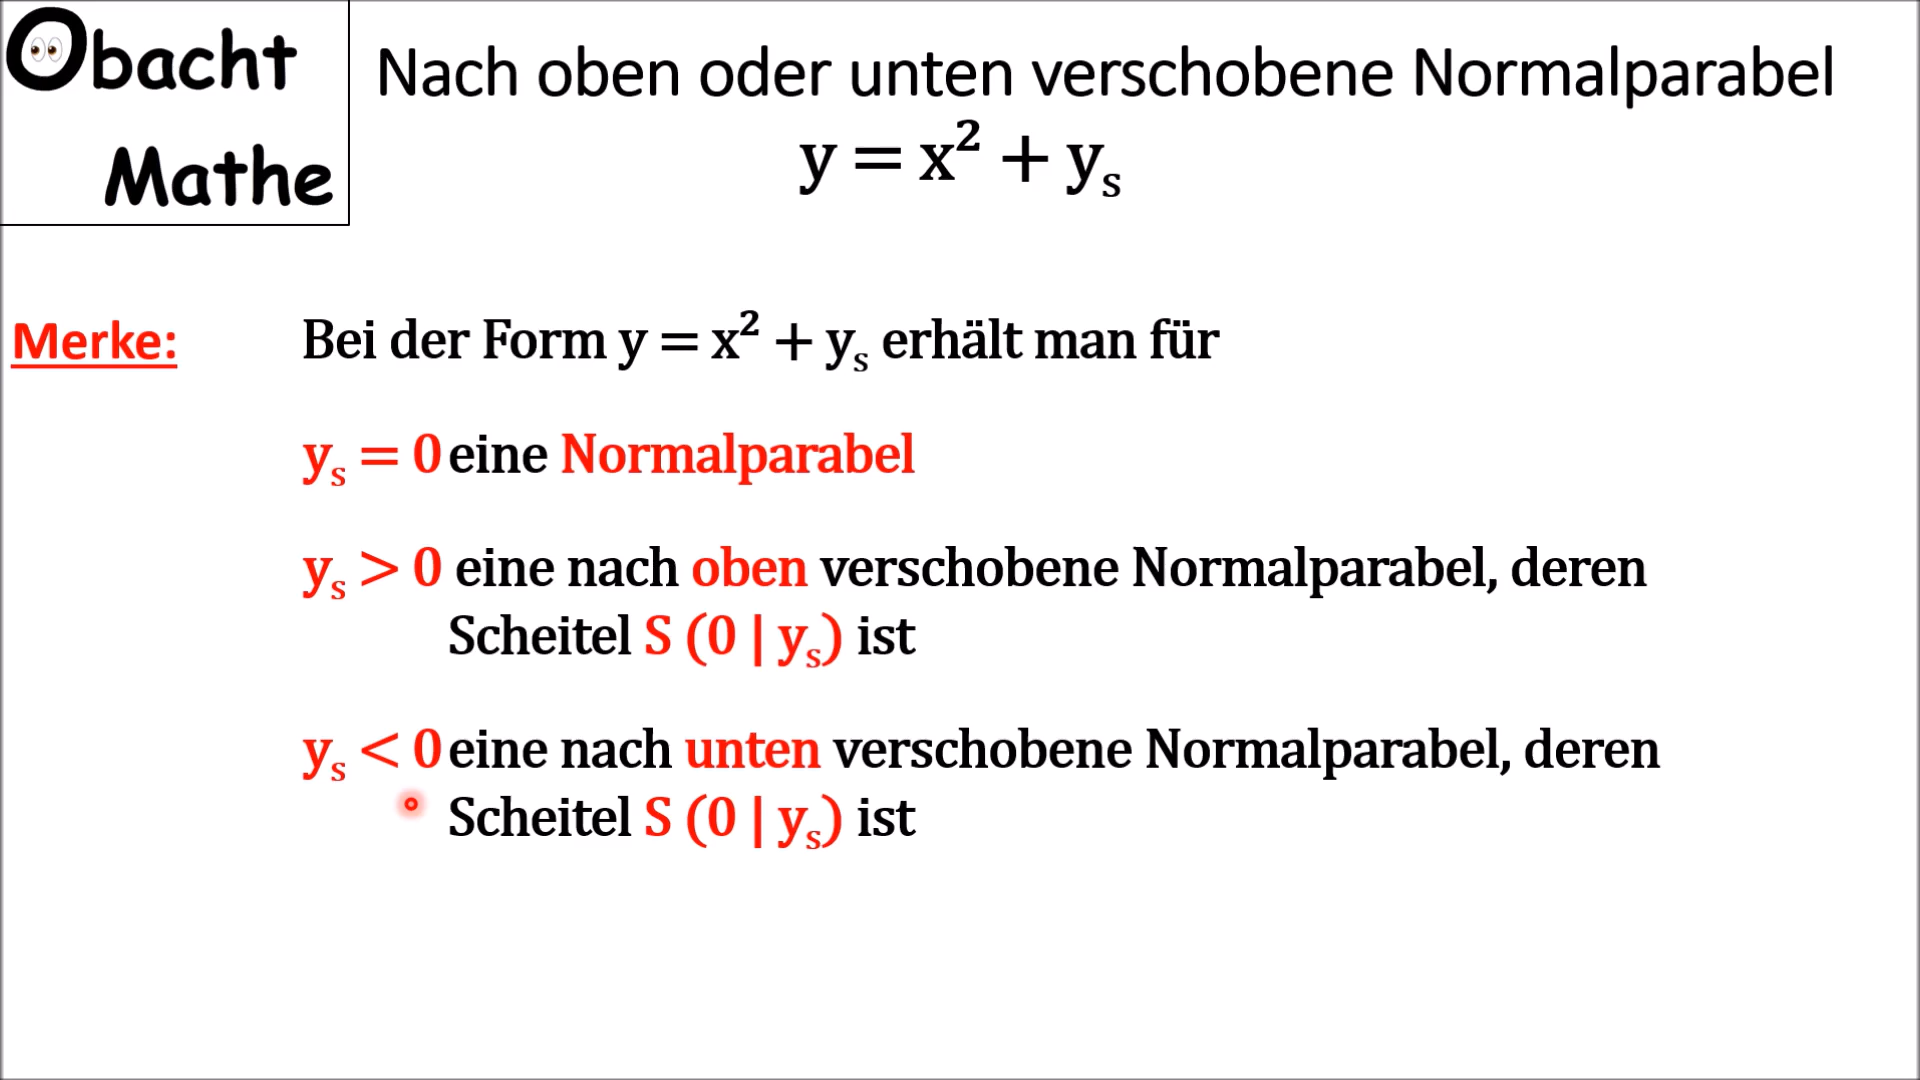 Obacht
Mathe
Nach oben oder unten verschobene Normalparabel
y = x² + yₛ
Merke:
Bei der Form y = x² + yₛ erhält man für
yₛ = 0 eine Normalparabel
yₛ > 0 eine nach oben verschobene Normalparabel, deren
Scheitel S (0 | yₛ) ist
yₛ < 0 eine nach unten verschobene Normalparabel, deren
Scheitel S (0 | yₛ) ist